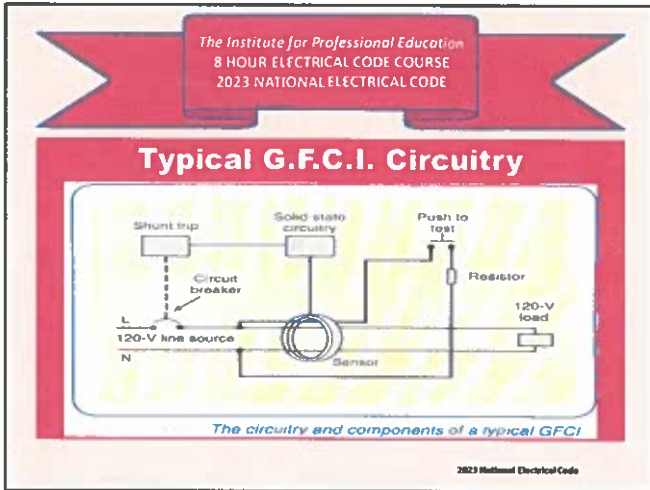 The Institute for Professional Education
8 HOUR ELECTRICAL CODE COURSE
2023 NATIONAL ELECTRICAL CODE
Typical G.F.C.I. Circuitry
Shunt trip
Solid state
circuitry
Push to
test
Circuit
breaker
Resistor
120-V
load
L
120-V line source
N
Sensor
The circuitry and components of a typical GFCI
2023 National Electrical Code